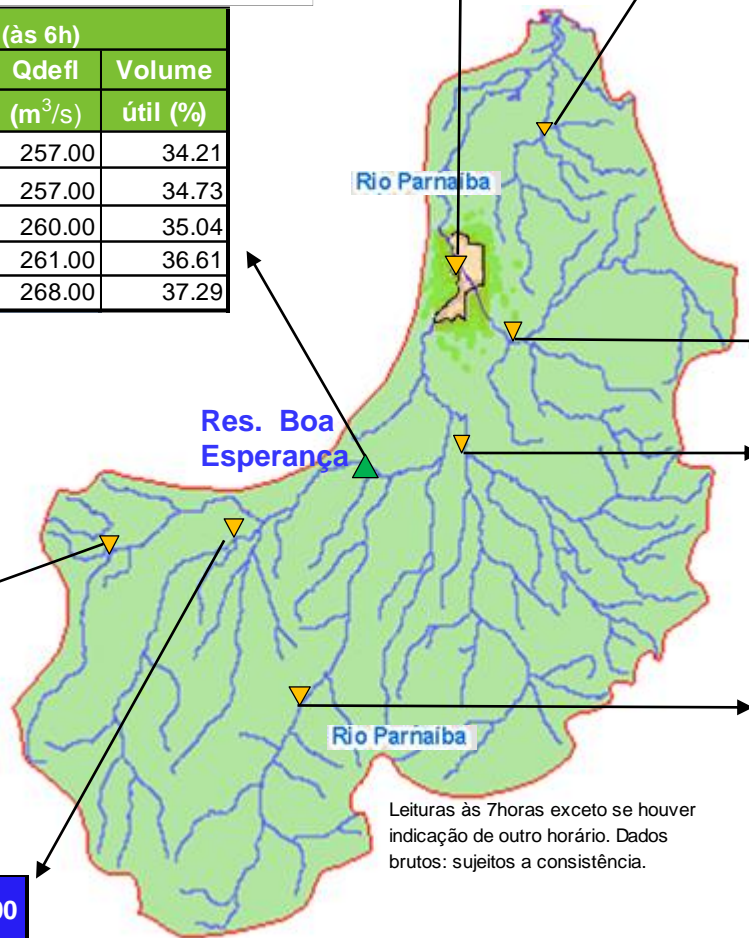 (às 6h)
Qdefl Volume
(m³/s) útil (%)
257.00 34.21
257.00 34.73
260.00 35.04
261.00 36.61
268.00 37.29
Rio Parnaíba
Res. Boa
Esperança
Rio Parnaíba
Leituras às 7horas exceto se houver
indicação de outro horário. Dados
brutos: sujeitos a consistência.